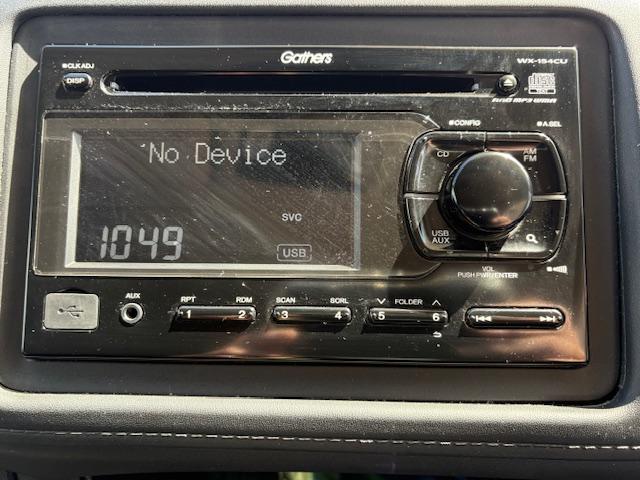 Gathers
WX-154CU
CLK ADJ
DISP
AAC MP3 WMA
CONFIG
A.SEL
No Device
CD
AM
FM
SVC
1049
USB
USB
AUX
VOL
PUSH PWR/ENTER
AUX
RPT
RDM
SCAN
SCRL
FOLDER
1
2
3
4
5
6